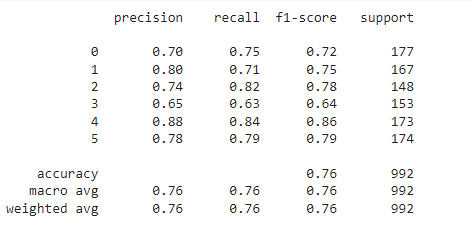 precision recall f1-score support
0 0.70 0.75 0.72 177
1 0.80 0.71 0.75 167
2 0.74 0.82 0.78 148
3 0.65 0.63 0.64 153
4 0.88 0.84 0.86 173
5 0.78 0.79 0.79 174
accuracy 0.76 992
macro avg 0.76 0.76 0.76 992
weighted avg 0.76 0.76 0.76 992